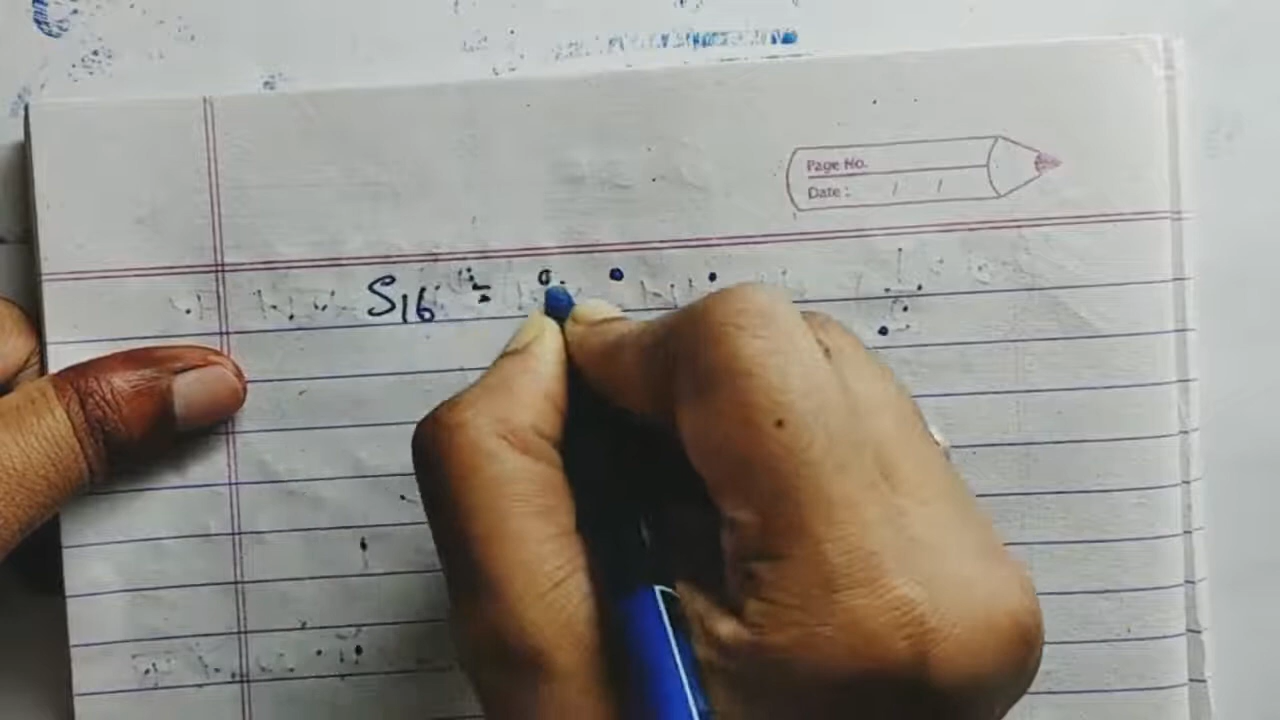 Page No.
Date : / /
S16 =